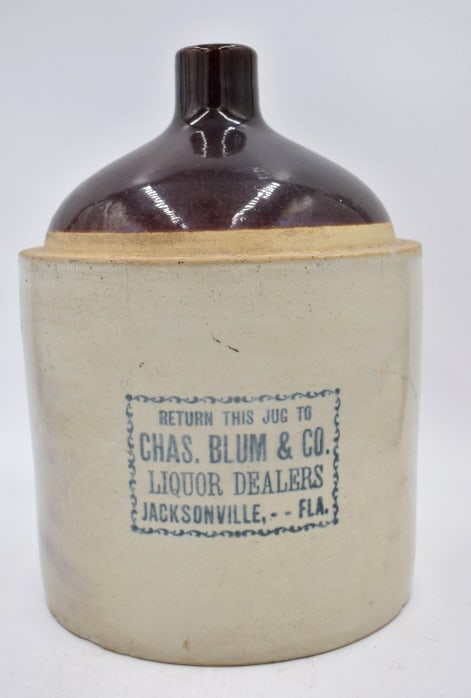 RETURN THIS JUG TO
CHAS. BLUM & CO.
LIQUOR DEALERS
JACKSONVILLE, - - FLA.